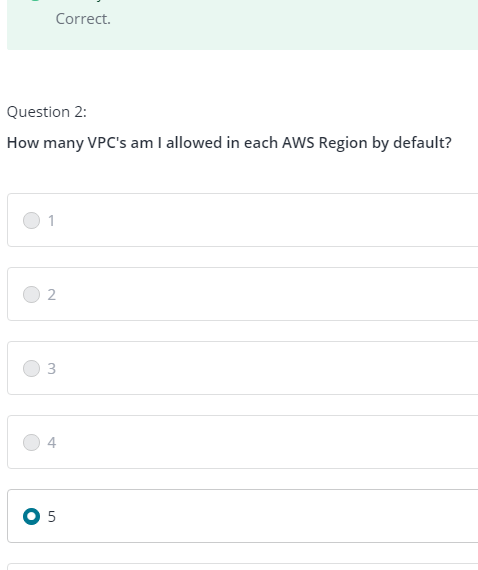 Correct.
Question 2:
How many VPC's am I allowed in each AWS Region by default?
1
2
3
4
5